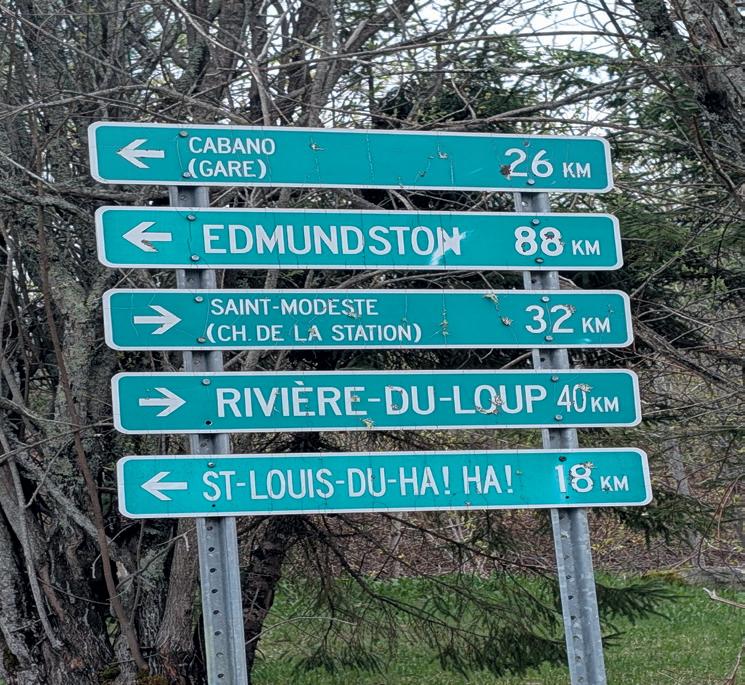 ← CABANO 26 KM
(GARE)
← EDMUNDSTON 88 KM
→ SAINT-MODESTE 32 KM
(CH. DE LA STATION)
→ RIVIÈRE-DU-LOUP 40 KM
← ST-LOUIS-DU-HA! HA! 18 KM